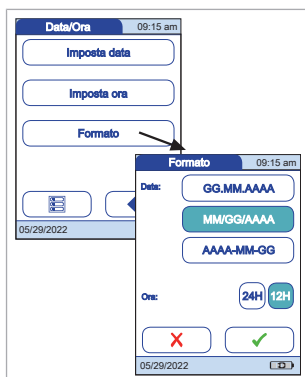 Data/Ora 09:15 am
Imposta data
Imposta ora
Formato
05/29/2022
Formato 09:15 am
Data: GG.MM.AAAA
MM/GG/AAAA
AAAA-MM-GG
Ora: 24H 12H
05/29/2022